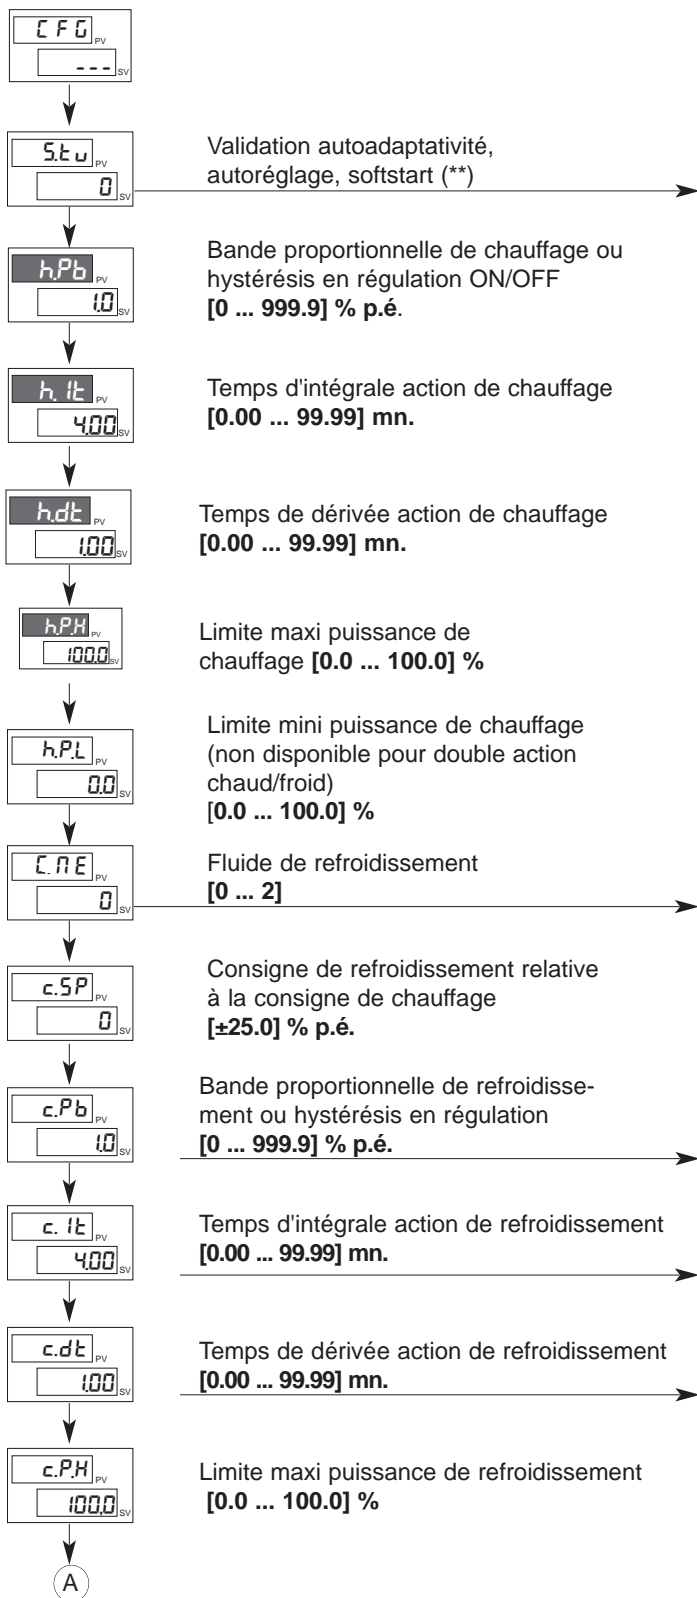 CFG PV
--- SV
S.tu PV
0 SV
Validation autoadaptativité,
autoréglage, softstart (**)
h.Pb PV
1.0 SV
Bande proportionnelle de chauffage ou
hystérésis en régulation ON/OFF
[0 ... 999.9] % p.é.
h.It PV
4.00 SV
Temps d'intégrale action de chauffage
[0.00 ... 99.99] mn.
h.dt PV
1.00 SV
Temps de dérivée action de chauffage
[0.00 ... 99.99] mn.
h.P.H PV
100.0 SV
Limite maxi puissance de
chauffage [0.0 ... 100.0] %
h.P.L PV
0.0 SV
Limite mini puissance de chauffage
(non disponible pour double action
chaud/froid)
[0.0 ... 100.0] %
C.ME PV
0 SV
Fluide de refroidissement
[0 ... 2]
c.SP PV
0 SV
Consigne de refroidissement relative
à la consigne de chauffage
[±25.0] % p.é.
c.Pb PV
1.0 SV
Bande proportionnelle de refroidisse-
ment ou hystérésis en régulation
[0 ... 999.9] % p.é.
c.It PV
4.00 SV
Temps d'intégrale action de refroidissement
[0.00 ... 99.99] mn.
c.dt PV
1.00 SV
Temps de dérivée action de refroidissement
[0.00 ... 99.99] mn.
c.P.H PV
100,0 SV
Limite maxi puissance de refroidissement
[0.0 ... 100.0] %
A